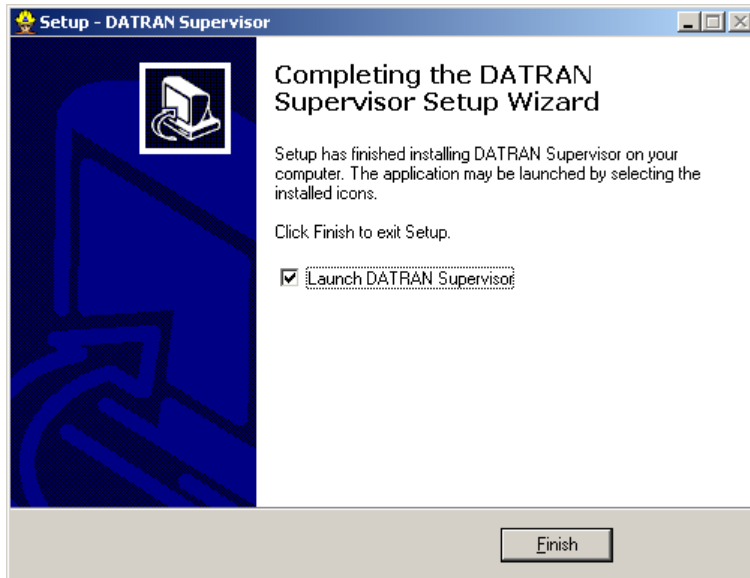 Setup - DATRAN Supervisor
Completing the DATRAN
Supervisor Setup Wizard
Setup has finished installing DATRAN Supervisor on your
computer. The application may be launched by selecting the
installed icons.
Click Finish to exit Setup.
Launch DATRAN Supervisor
Finish